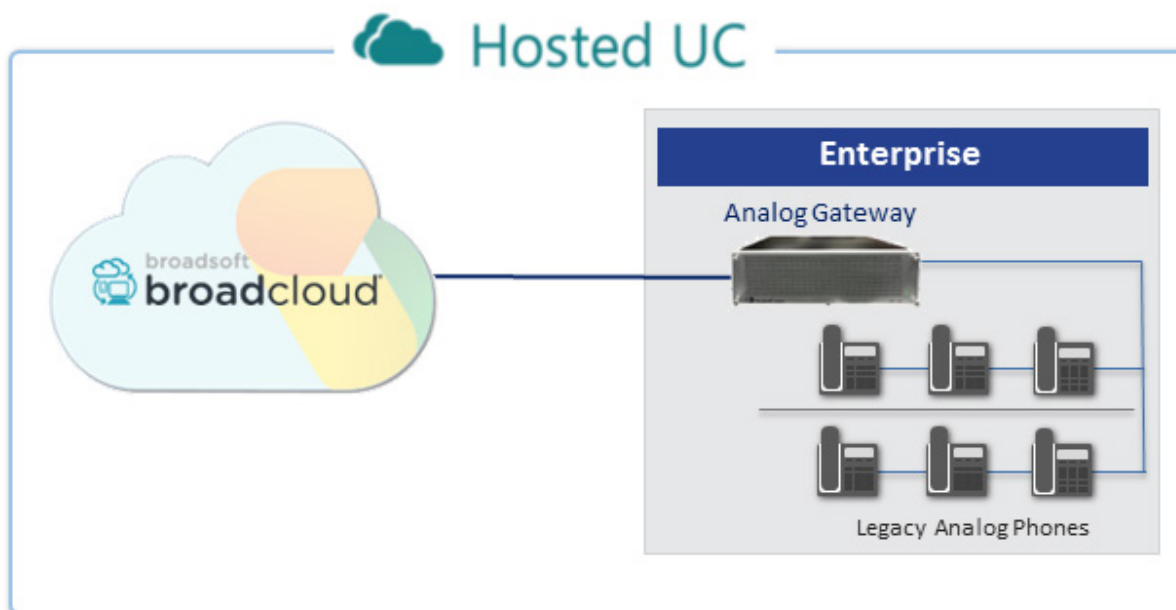 Hosted UC
Enterprise
Analog Gateway
broadsoft
broadcloud
Legacy Analog Phones